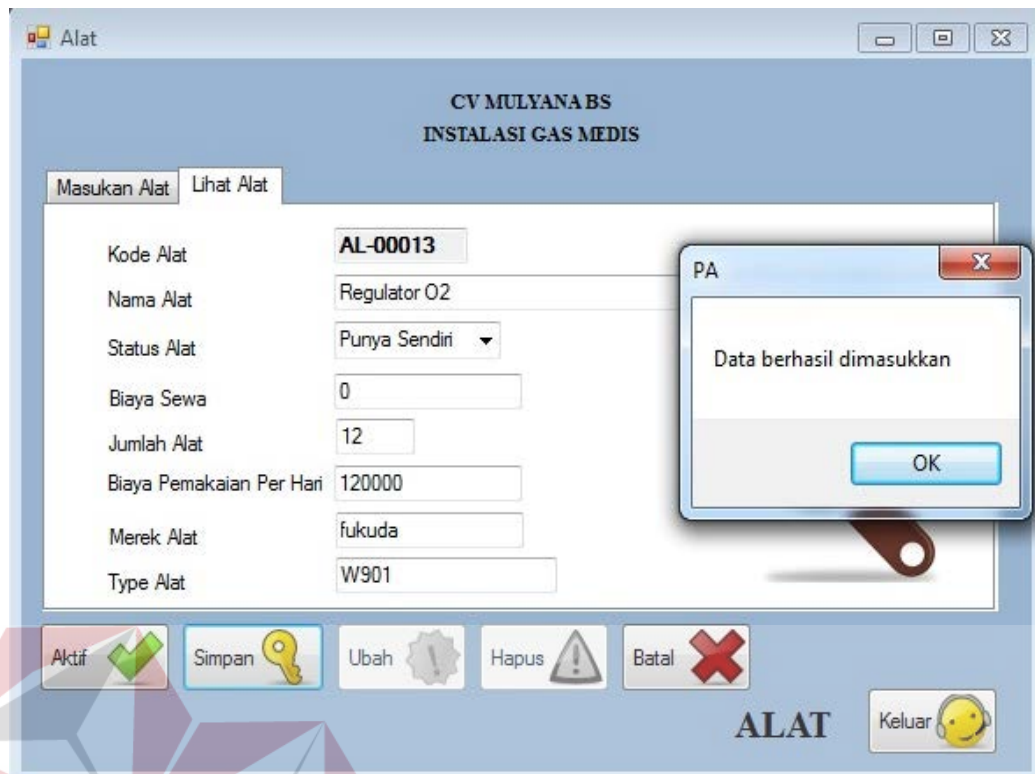 Alat
CV MULYANA BS
INSTALASI GAS MEDIS
Masukan Alat Lihat Alat
Kode Alat AL-00013
Nama Alat Regulator O2
Status Alat Punya Sendiri
Biaya Sewa 0
Jumlah Alat 12
Biaya Pemakaian Per Hari 120000
Merek Alat fukuda
Type Alat W901
PA
Data berhasil dimasukkan
OK
Aktif Simpan Ubah Hapus Batal
ALAT Keluar